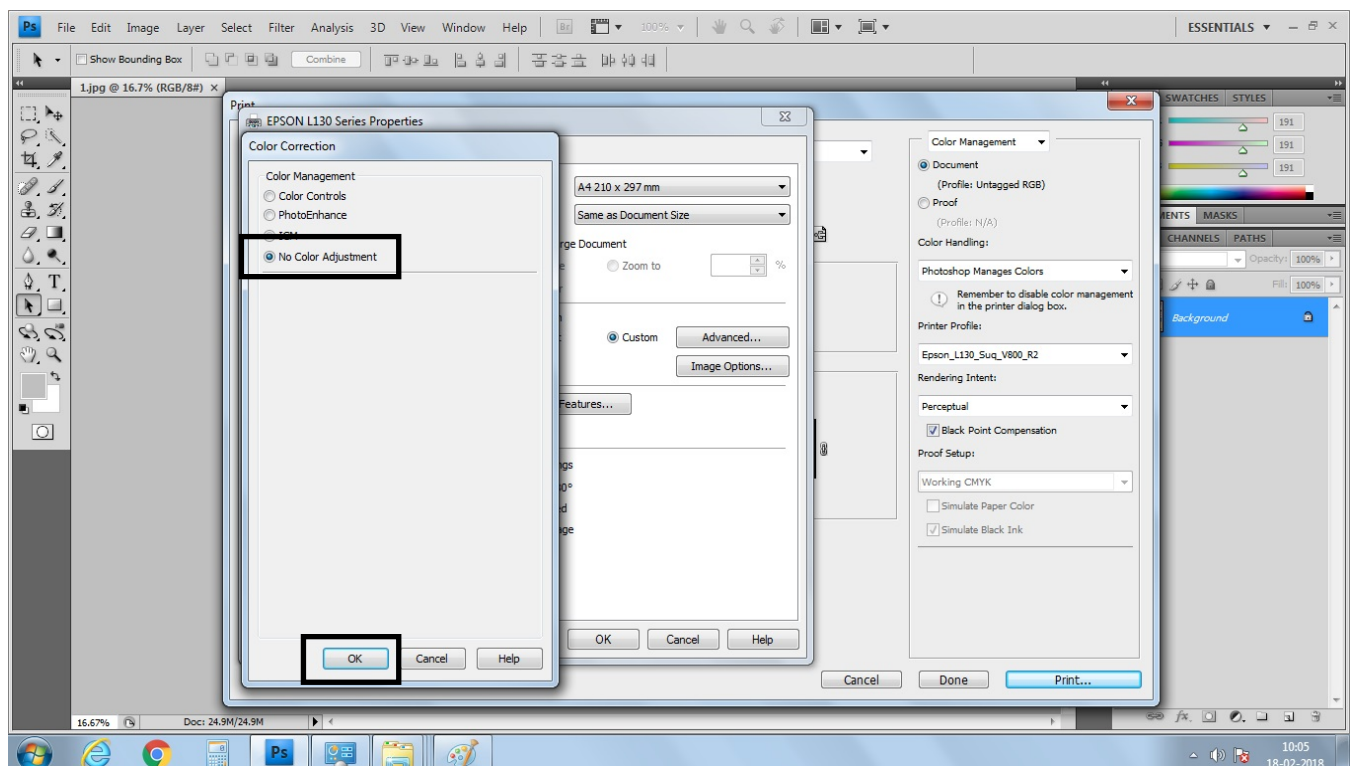 Ps File Edit Image Layer Select Filter Analysis 3D View Window Help Br 100% ESSENTIALS
Show Bounding Box Combine
1.jpg @ 16.7% (RGB/8#) ×
SWATCHES STYLES
191
191
191
MASKS
CHANNELS PATHS
Opacity: 100%
Fill: 100%
Background
Print
EPSON L130 Series Properties
Color Correction
Color Management
Color Controls
PhotoEnhance
ICM
No Color Adjustment
OK Cancel Help
A4 210 x 297 mm
Same as Document Size
Document
Zoom to %
Custom Advanced...
Image Options...
Features...
OK Cancel Help
Color Management
Document
(Profile: Untagged RGB)
Proof
(Profile: N/A)
Color Handling:
Photoshop Manages Colors
Remember to disable color management
in the printer dialog box.
Printer Profile:
Epson_L130_Suq_V800_R2
Rendering Intent:
Perceptual
Black Point Compensation
Proof Setup:
Working CMYK
Simulate Paper Color
Simulate Black Ink
Cancel Done Print...
16.67% Doc: 24.9M/24.9M
fx
Ps
10:05
18-02-2018